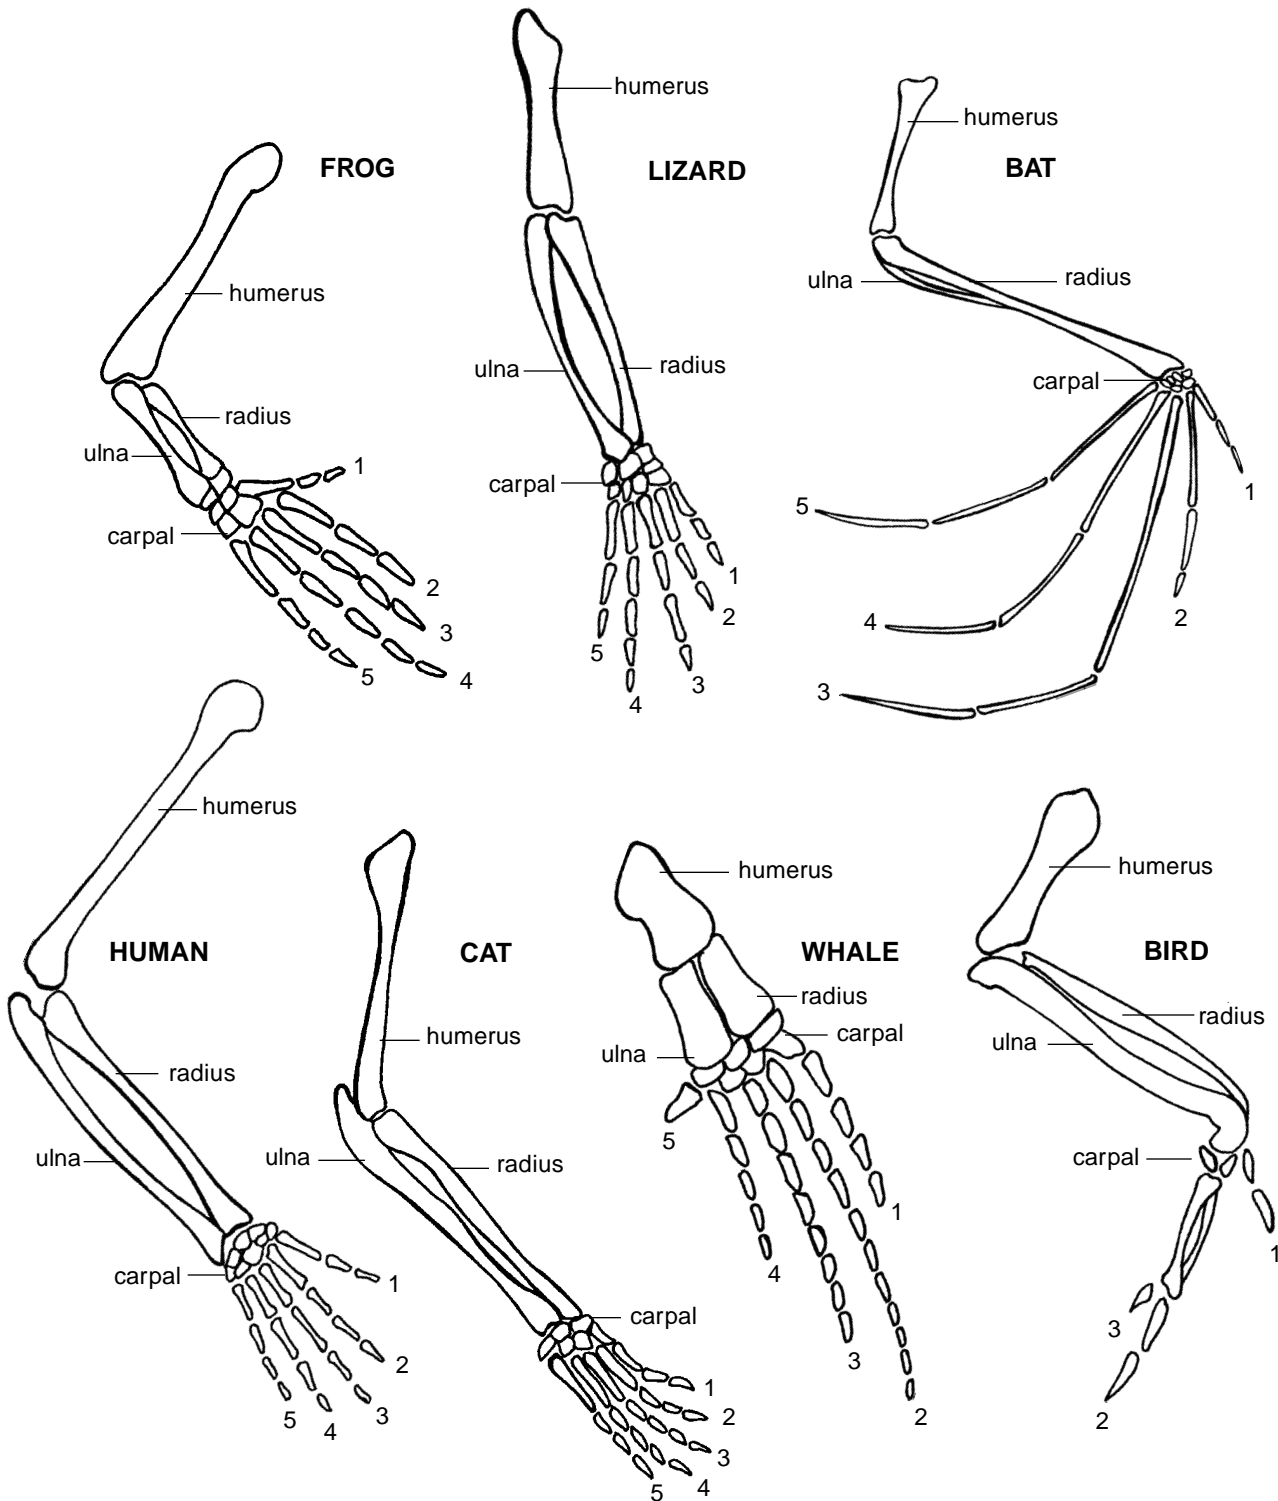 FROG
humerus
radius
ulna
carpal
1
2
3
4
5
LIZARD
humerus
ulna
radius
carpal
1
2
3
4
5
BAT
humerus
ulna
radius
carpal
1
2
3
4
5
HUMAN
humerus
radius
ulna
carpal
1
2
3
4
5
CAT
humerus
ulna
radius
carpal
1
2
3
4
5
WHALE
humerus
radius
carpal
ulna
5
1
4
3
2
BIRD
humerus
radius
ulna
carpal
1
3
2